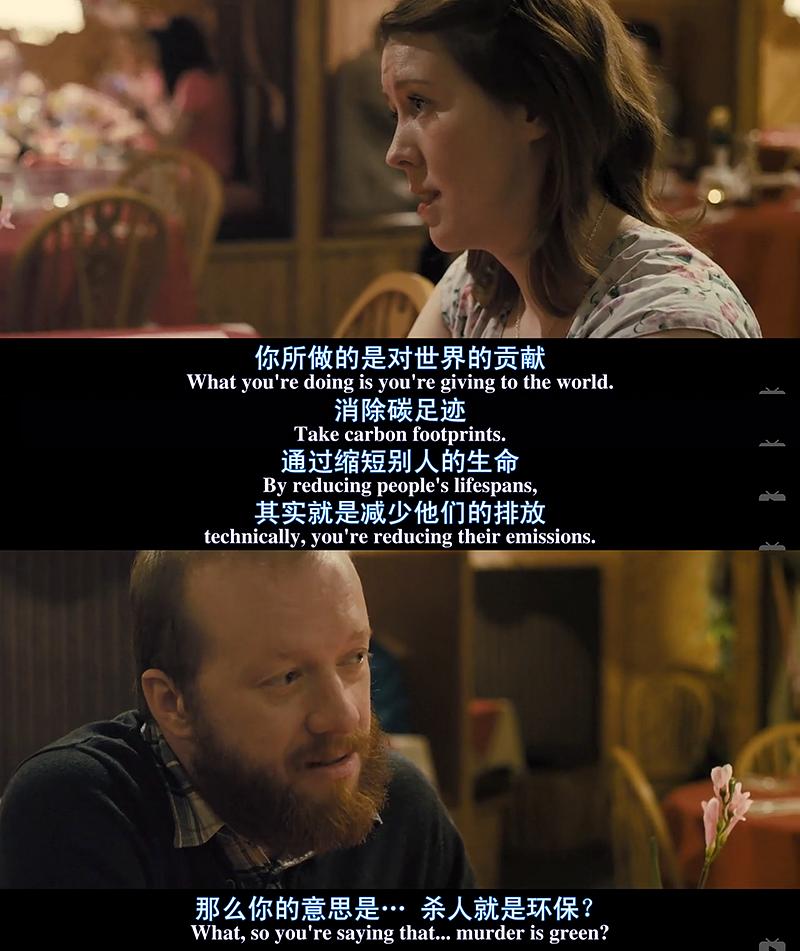 你所做的是对世界的贡献
What you're doing is you're giving to the world.
消除碳足迹
Take carbon footprints.
通过缩短别人的生命
By reducing people's lifespans,
其实就是减少他们的排放
technically, you're reducing their emissions.
那么你的意思是… 杀人就是环保？
What, so you're saying that... murder is green?